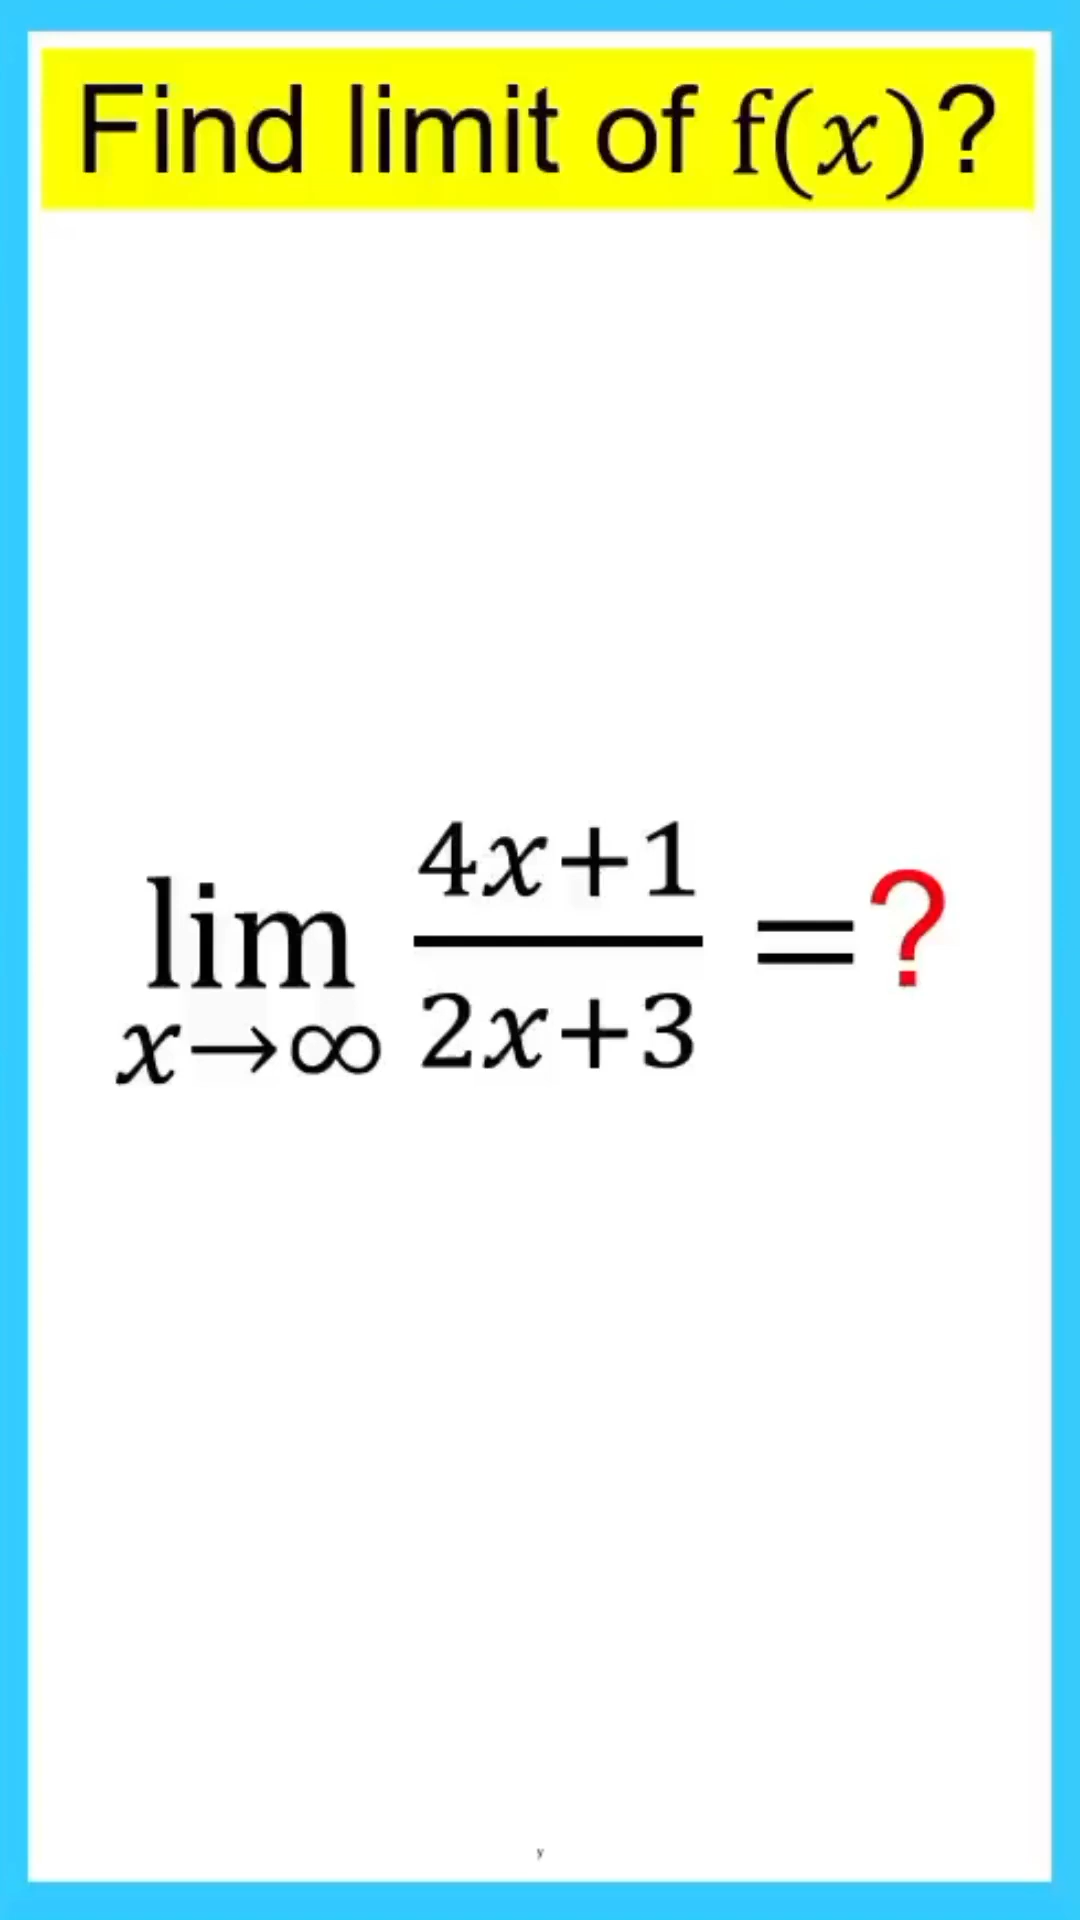 Find limit of f(x)?
lim x→∞ 4x+1 / 2x+3 =?
y